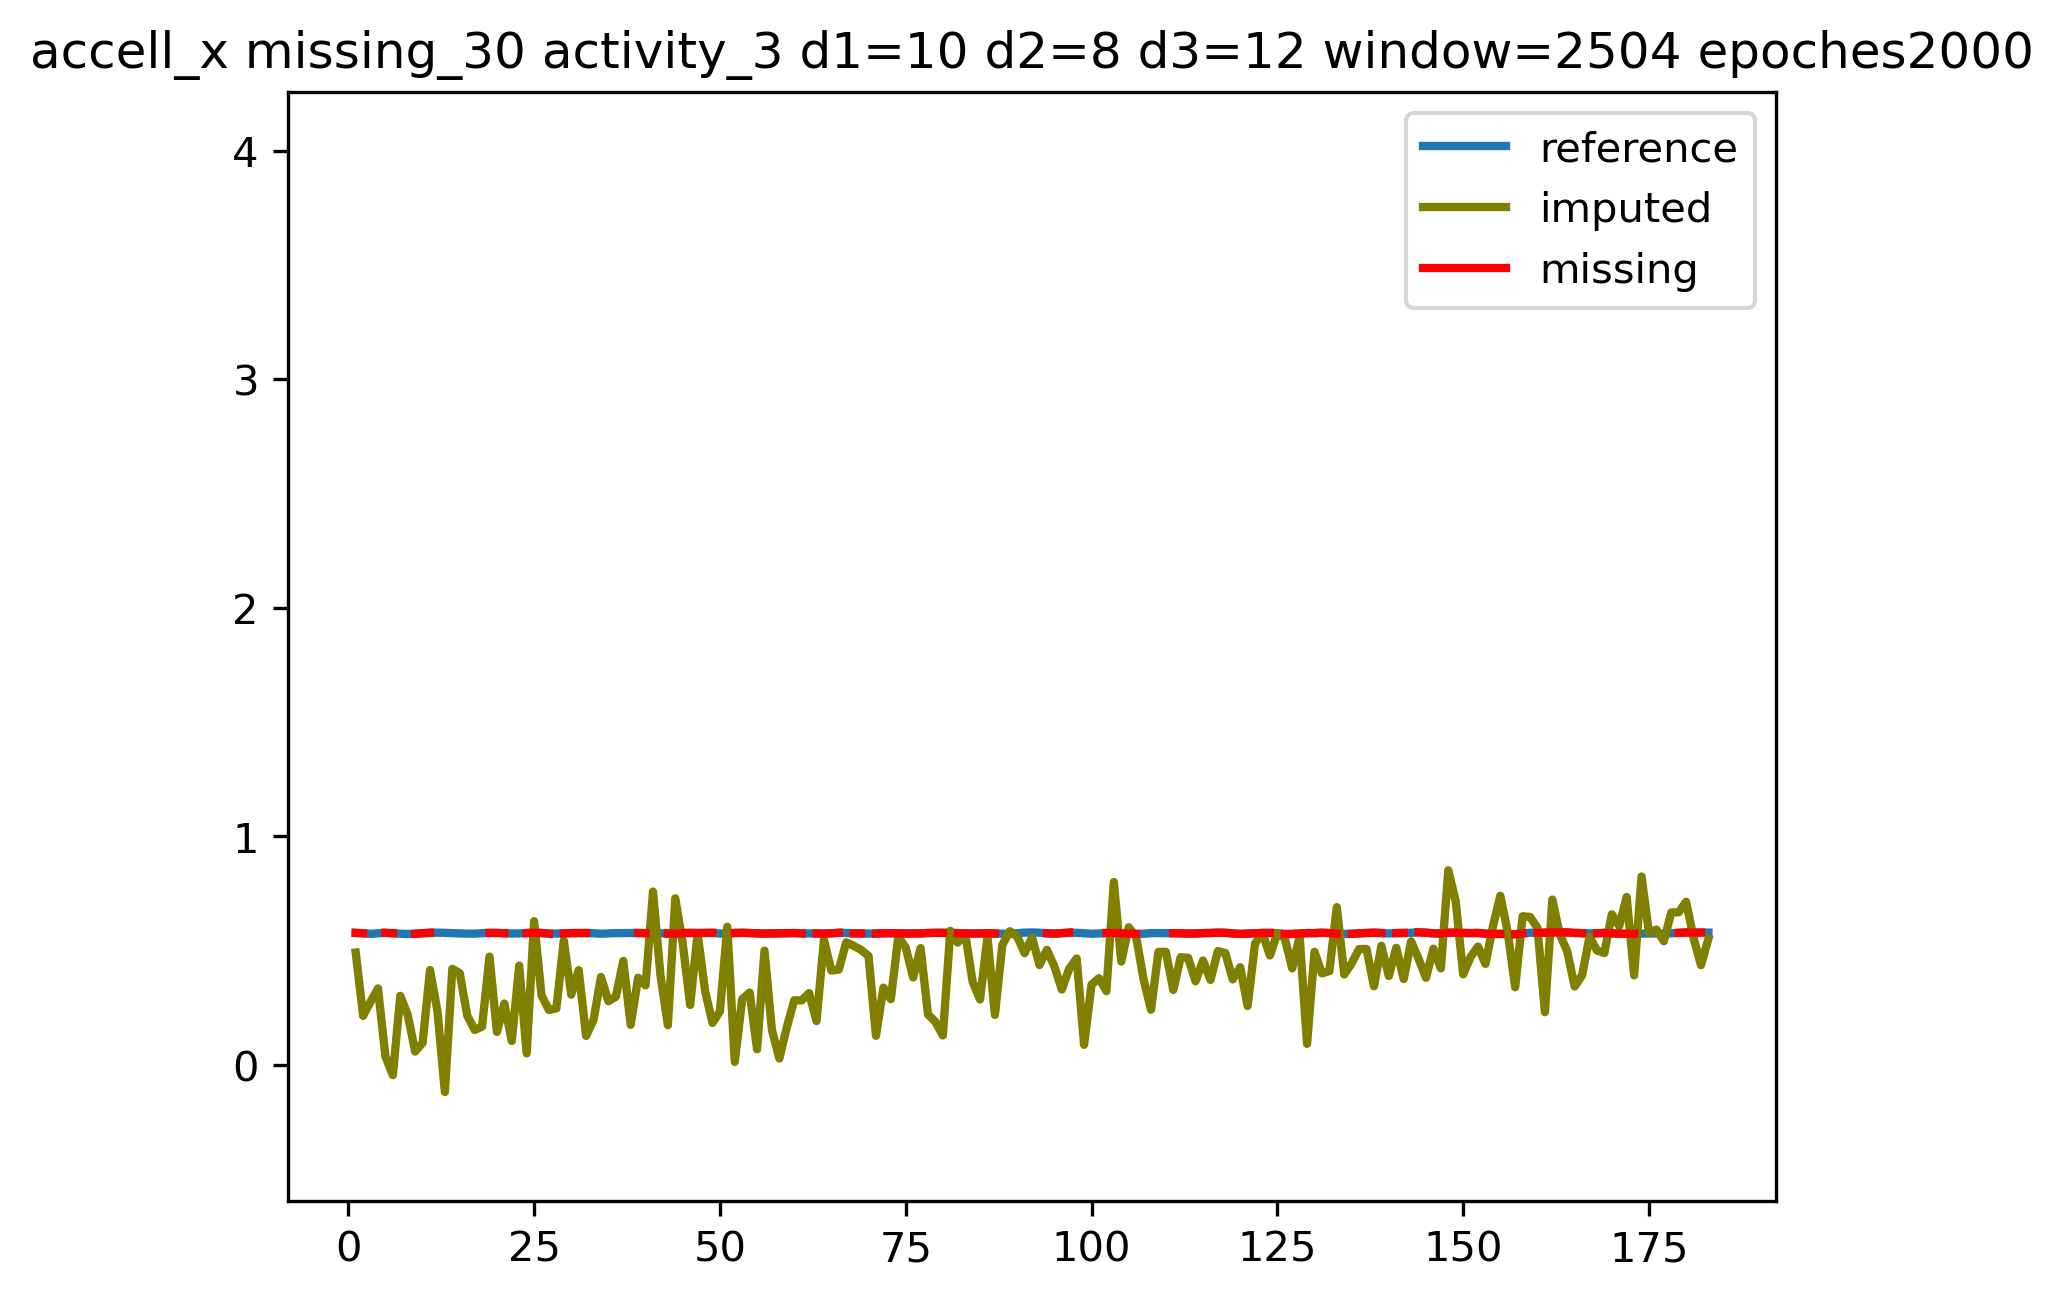 accell_x missing_30 activity_3 d1=10 d2=8 d3=12 window=2504 epoches2000
reference
imputed
missing
4
3
2
1
0
0 25 50 75 100 125 150 175